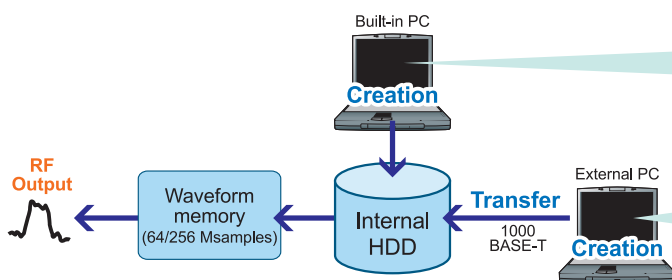 Built-in PC
Creation
RF
Output
Waveform
memory
(64/256 Msamples)
Internal
HDD
Transfer
1000
BASE-T
External PC
Creation